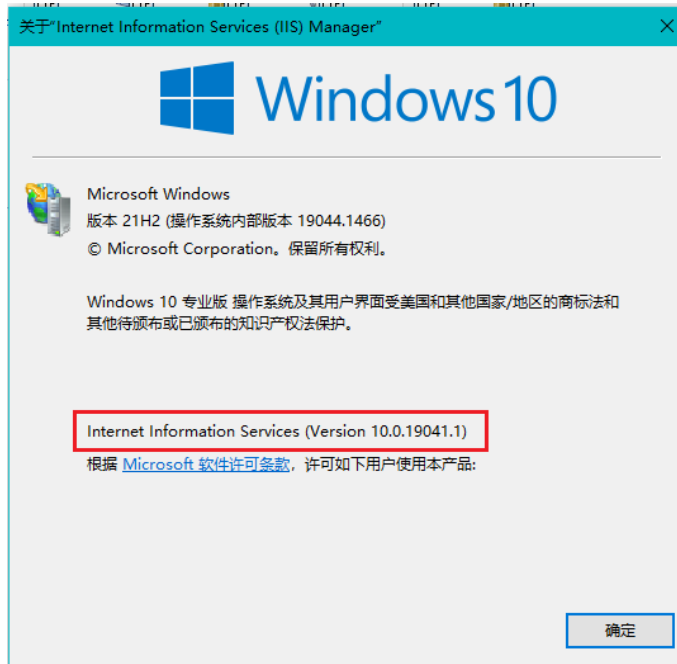 关于“Internet Information Services (IIS) Manager”
Windows 10
Microsoft Windows
版本 21H2 (操作系统内部版本 19044.1466)
© Microsoft Corporation。保留所有权利。
Windows 10 专业版 操作系统及其用户界面受美国和其他国家/地区的商标法和
其他待颁布或已颁布的知识产权法保护。
Internet Information Services (Version 10.0.19041.1)
根据 Microsoft 软件许可条款，许可如下用户使用本产品:
确定